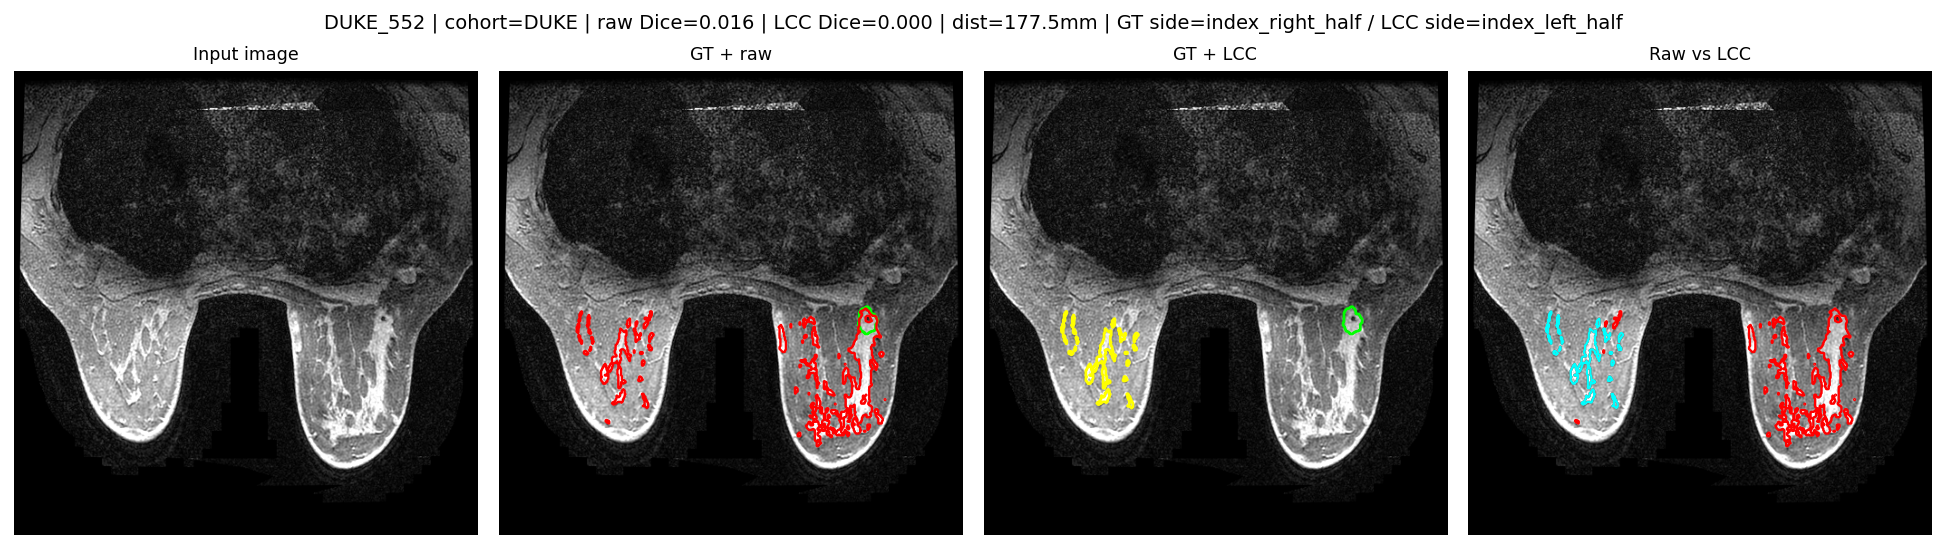 DUKE_552 | cohort=DUKE | raw Dice=0.016 | LCC Dice=0.000 | dist=177.5mm | GT side=index_right_half / LCC side=index_left_half
Input image
GT + raw
GT + LCC
Raw vs LCC